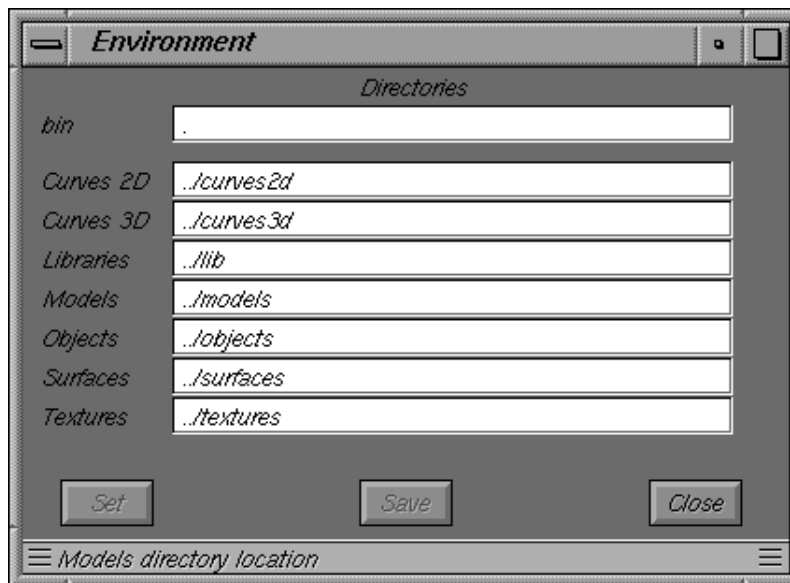 Environment
Directories
bin .
Curves 2D ../curves2d
Curves 3D ../curves3d
Libraries ../lib
Models ../models
Objects ../objects
Surfaces ../surfaces
Textures ../textures
Set Save Close
Models directory location